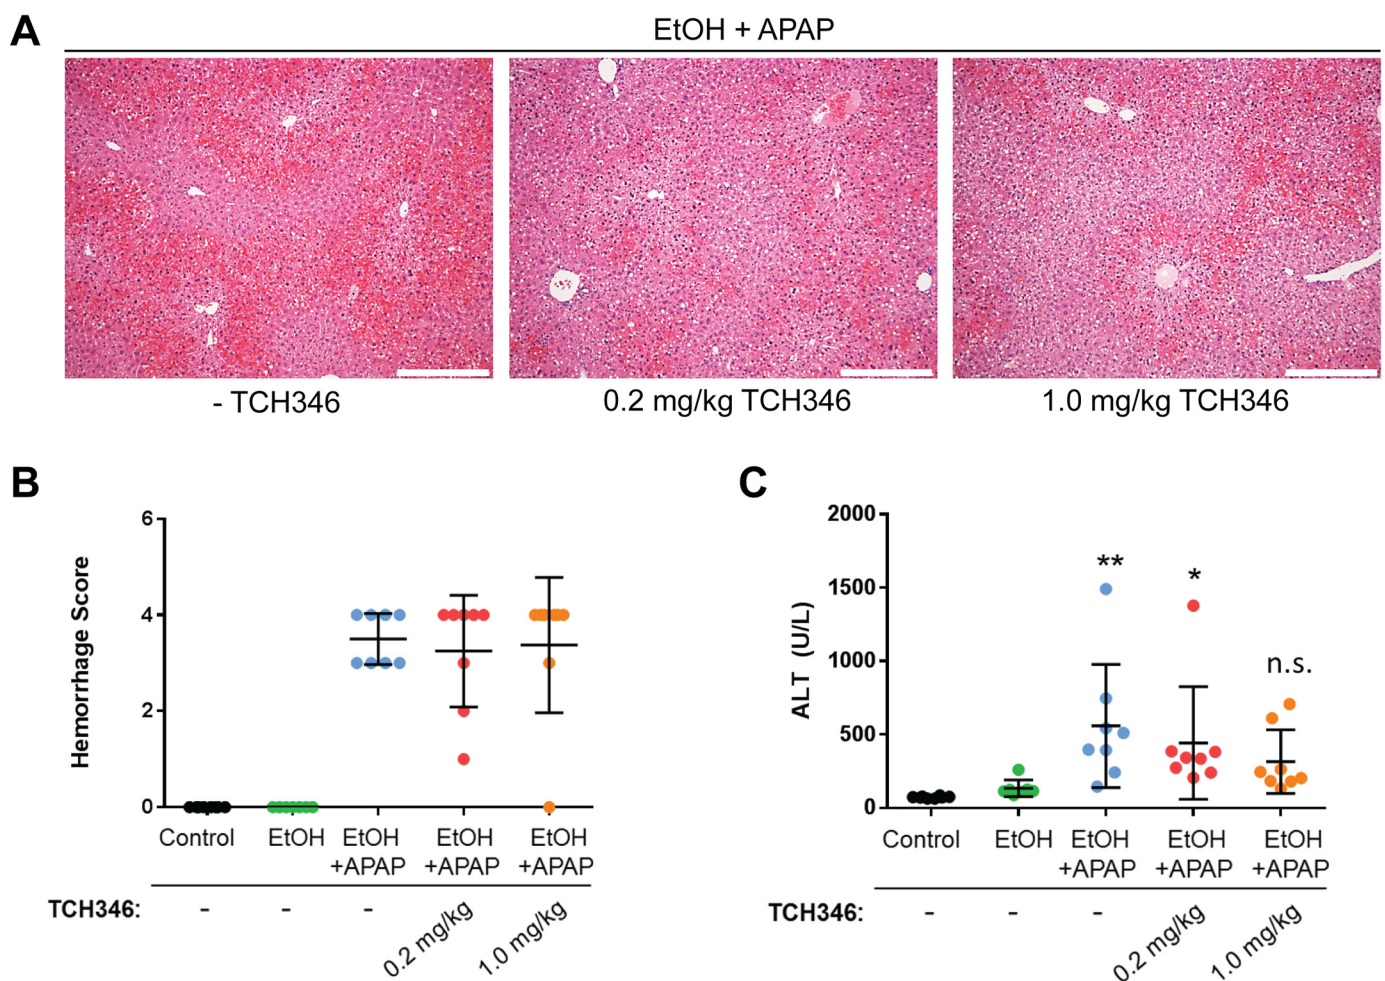 A
EtOH + APAP
- TCH346
0.2 mg/kg TCH346
1.0 mg/kg TCH346
B
Hemorrhage Score
6
4
2
0
Control
EtOH
EtOH
+APAP
EtOH
+APAP
EtOH
+APAP
TCH346:
-
-
-
0.2 mg/kg
1.0 mg/kg
C
ALT (U/L)
2000
1500
1000
500
0
**
*
n.s.
Control
EtOH
EtOH
+APAP
EtOH
+APAP
EtOH
+APAP
TCH346:
-
-
-
0.2 mg/kg
1.0 mg/kg